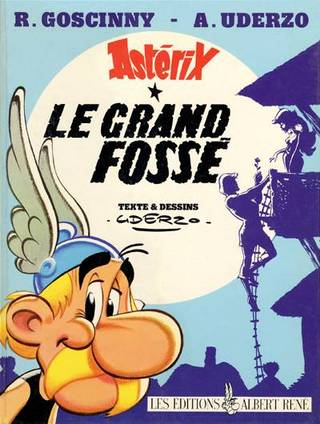 R. GOSCINNY - A. UDERZO
Astérix
LE GRAND
FOSSÉ
TEXTE & DESSINS
• UDERZO •
LES EDITIONS ALBERT RENÉ